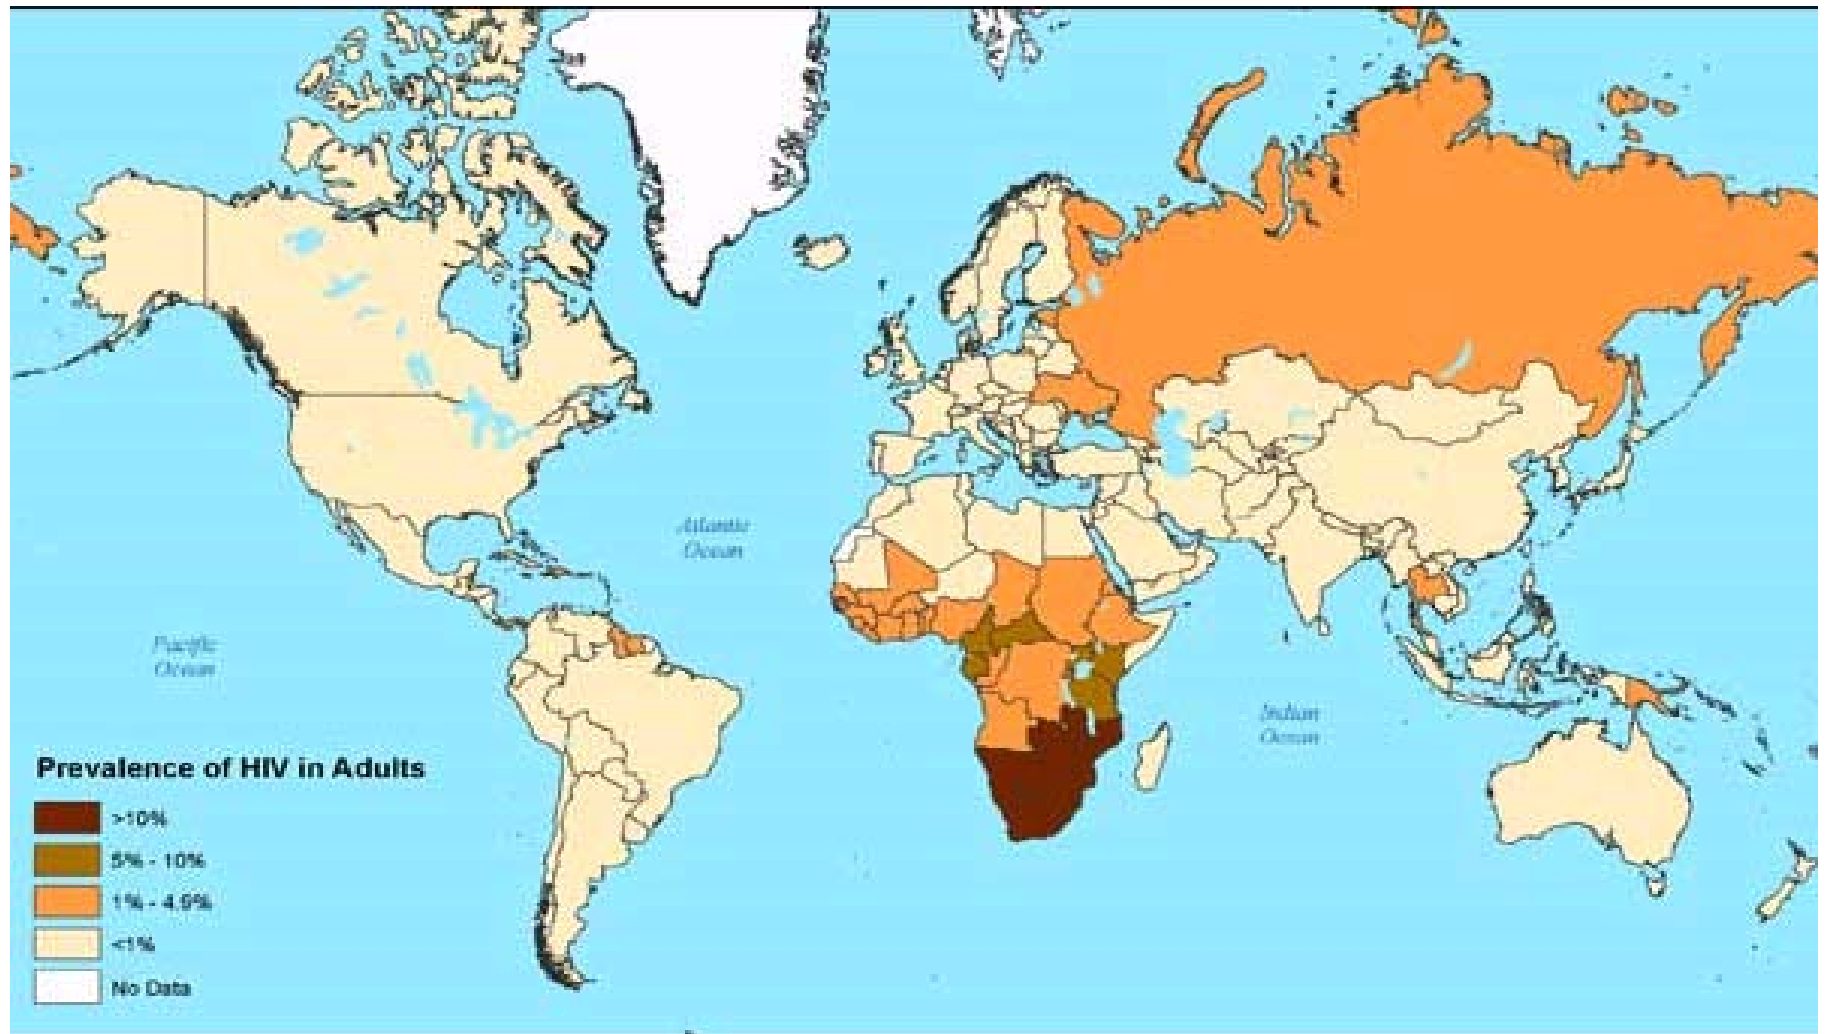 Atlantic
Ocean
Pacific
Ocean
Indian
Ocean
Prevalence of HIV in Adults
>10%
5% - 10%
1% - 4.9%
<1%
No Data